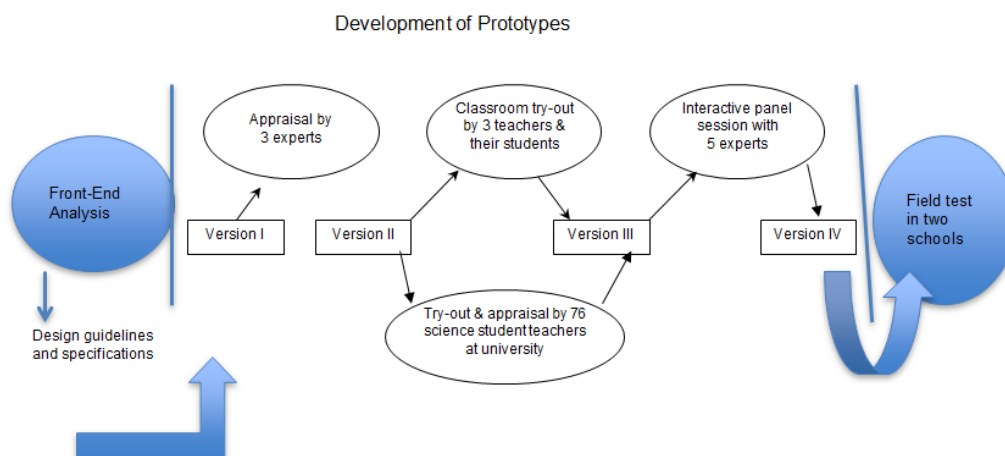 Development of Prototypes
Appraisal by
3 experts
Classroom try-out
by 3 teachers &
their students
Interactive panel
session with
5 experts
Front-End
Analysis
Field test
in two
schools
Version I
Version II
Version III
Version IV
Try-out & appraisal by 76
science student teachers
at university
Design guidelines
and specifications